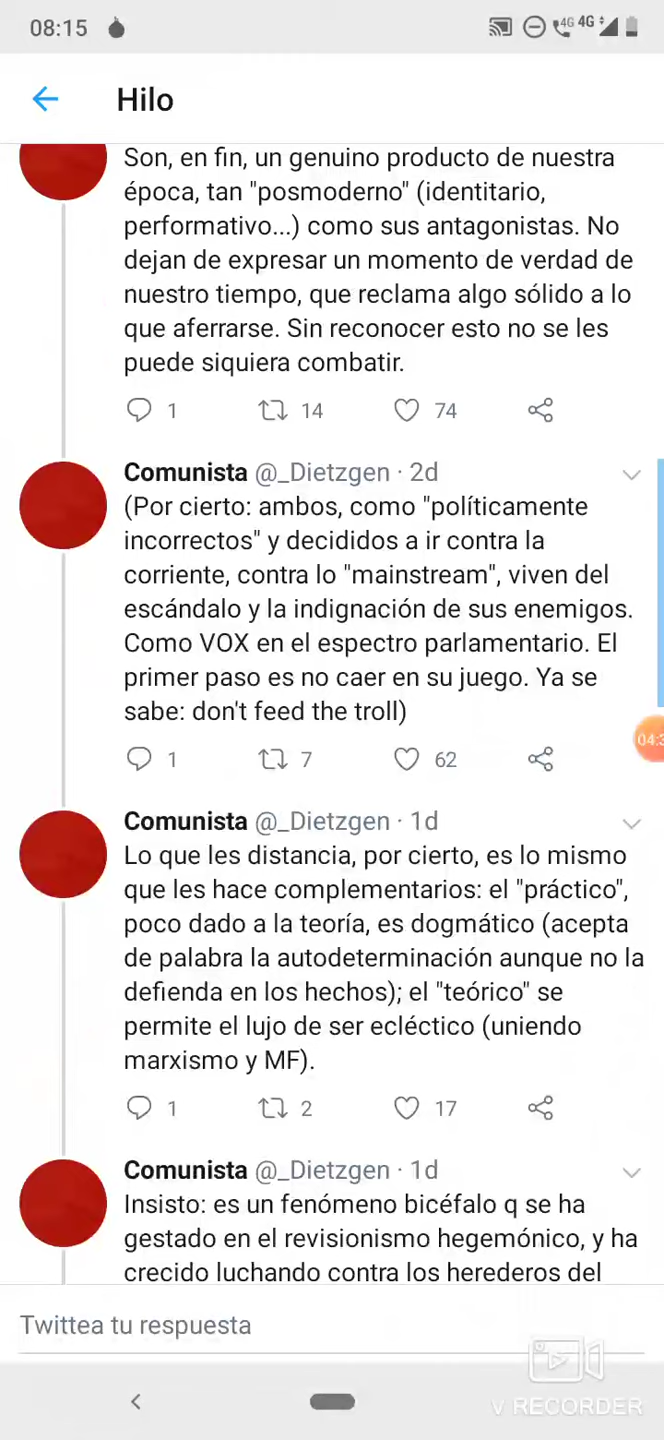 08:15
4G 4G
Hilo
Son, en fin, un genuino producto de nuestra
época, tan "posmoderno" (identitario,
performativo...) como sus antagonistas. No
dejan de expresar un momento de verdad de
nuestro tiempo, que reclama algo sólido a lo
que aferrarse. Sin reconocer esto no se les
puede siquiera combatir.
1 14 74
Comunista @_Dietzgen · 2d
(Por cierto: ambos, como "políticamente
incorrectos" y decididos a ir contra la
corriente, contra lo "mainstream", viven del
escándalo y la indignación de sus enemigos.
Como VOX en el espectro parlamentario. El
primer paso es no caer en su juego. Ya se
sabe: don't feed the troll)
04:3
1 7 62
Comunista @_Dietzgen · 1d
Lo que les distancia, por cierto, es lo mismo
que les hace complementarios: el "práctico",
poco dado a la teoría, es dogmático (acepta
de palabra la autodeterminación aunque no la
defienda en los hechos); el "teórico" se
permite el lujo de ser ecléctico (uniendo
marxismo y MF).
1 2 17
Comunista @_Dietzgen · 1d
Insisto: es un fenómeno bicéfalo q se ha
gestado en el revisionismo hegemónico, y ha
crecido luchando contra los herederos del
Twittea tu respuesta
V RECORDER